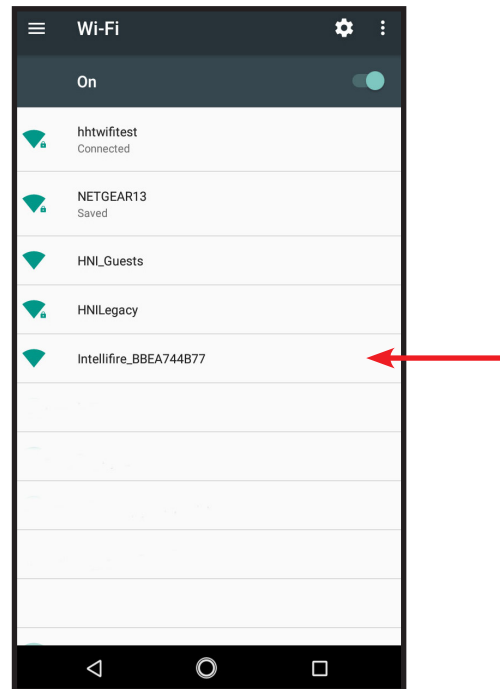 Wi-Fi
On
hhtwifitest
Connected
NETGEAR13
Saved
HNI_Guests
HNILegacy
Intellifire_BBEA744B77